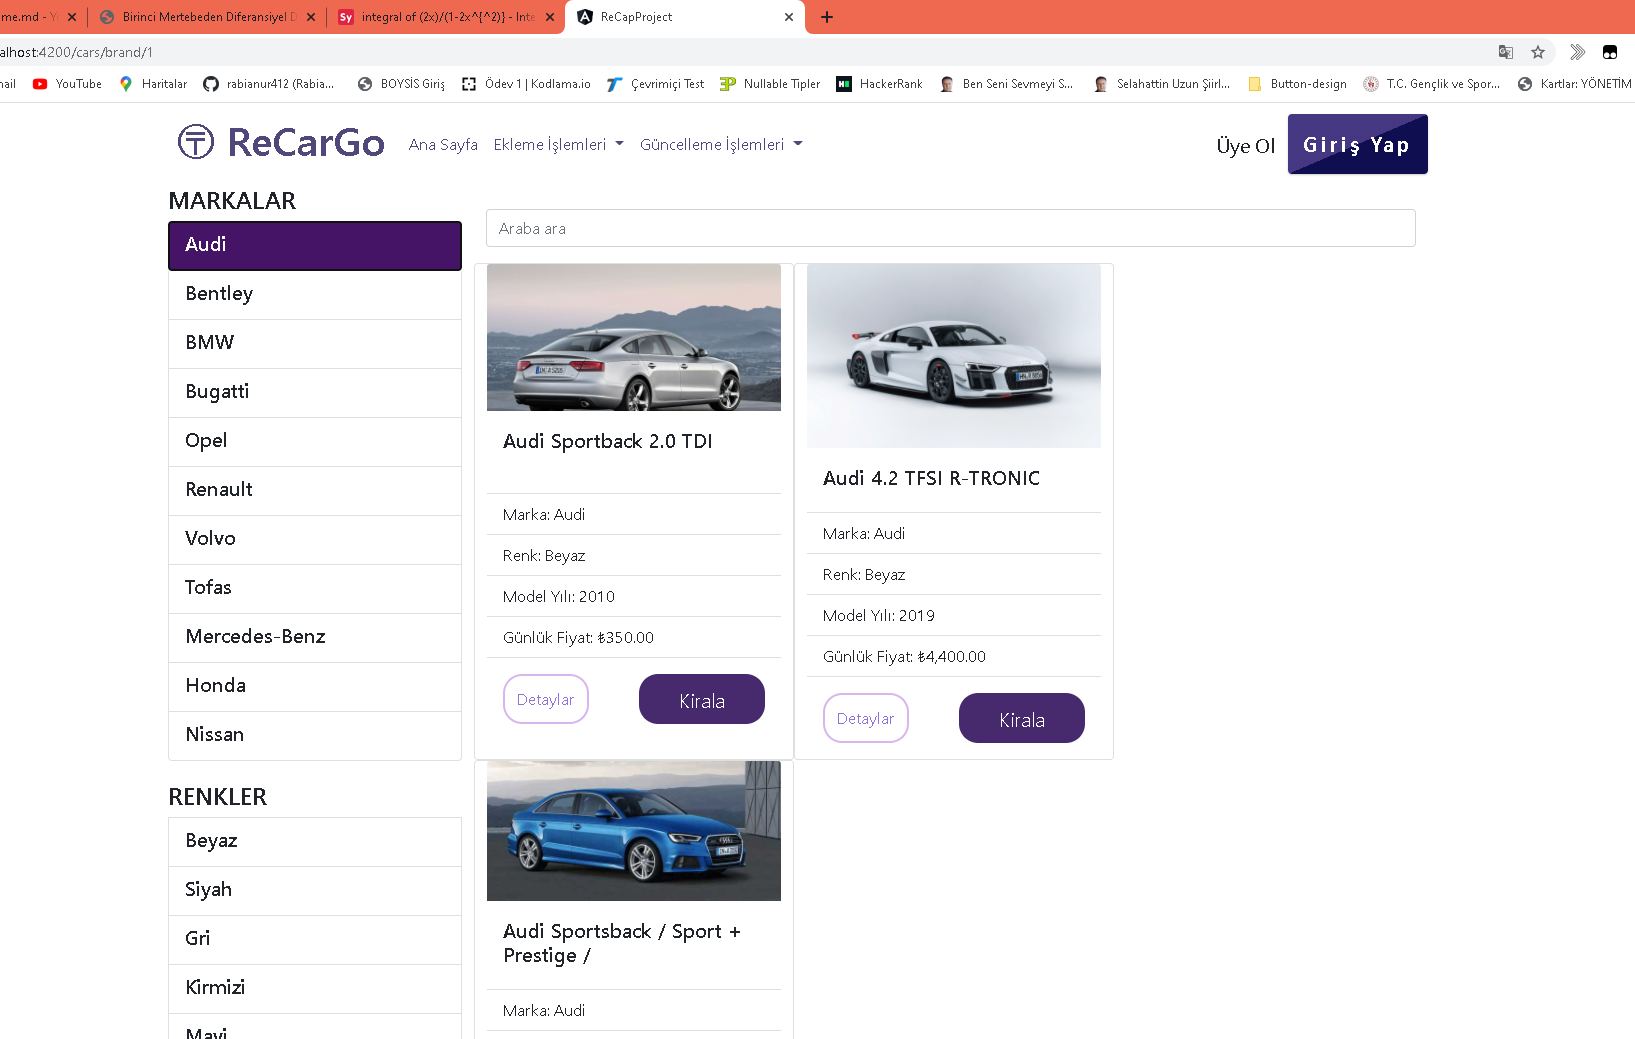 me.md - Y
Birinci Mertebeden Diferansiyel D
Sy integral of (2x)/(1-2x^{^2)} - Inte
ReCapProject
alhost:4200/cars/brand/1
nail
YouTube
Haritalar
rabianur412 (Rabia...
BOYSİS Giriş
Ödev 1 | Kodlama.io
Çevrimiçi Test
Nullable Tipler
HackerRank
Ben Seni Sevmeyi S...
Selahattin Uzun Şiirl...
Button-design
T.C. Gençlik ve Spor...
Kartlar: YÖNETİM
ReCarGo
Ana Sayfa
Ekleme İşlemleri
Güncelleme İşlemleri
Üye Ol
Giriş Yap
MARKALAR
Audi
Bentley
BMW
Bugatti
Opel
Renault
Volvo
Tofas
Mercedes-Benz
Honda
Nissan
RENKLER
Beyaz
Siyah
Gri
Kirmizi
Mavi
Araba ara
Audi Sportback 2.0 TDI
Marka: Audi
Renk: Beyaz
Model Yılı: 2010
Günlük Fiyat: ₺350.00
Detaylar
Kirala
Audi 4.2 TFSI R-TRONIC
Marka: Audi
Renk: Beyaz
Model Yılı: 2019
Günlük Fiyat: ₺4,400.00
Detaylar
Kirala
Audi Sportsback / Sport +
Prestige /
Marka: Audi